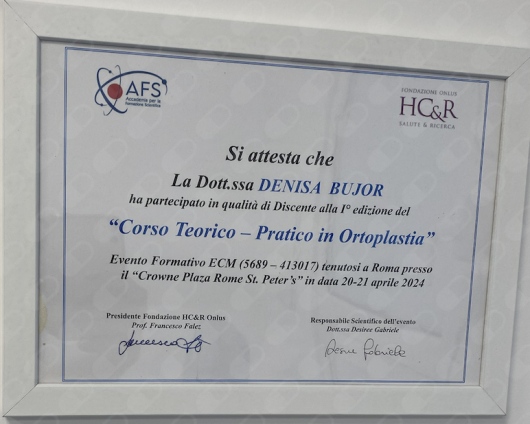 AFS
Accademia per la
Formazione Scientifica
FONDAZIONE ONLUS
HC&R
SALUTE & RICERCA
Si attesta che
La Dott.ssa DENISA BUJOR
ha partecipato in qualità di Discente alla I° edizione del
“Corso Teorico – Pratico in Ortoplastia”
Evento Formativo ECM (5689 – 413017) tenutosi a Roma presso
il “Crowne Plaza Rome St. Peter’s” in data 20-21 aprile 2024
Presidente Fondazione HC&R Onlus
Prof. Francesco Falez
Responsabile Scientifico dell'evento
Dott.ssa Desiree Gabriele